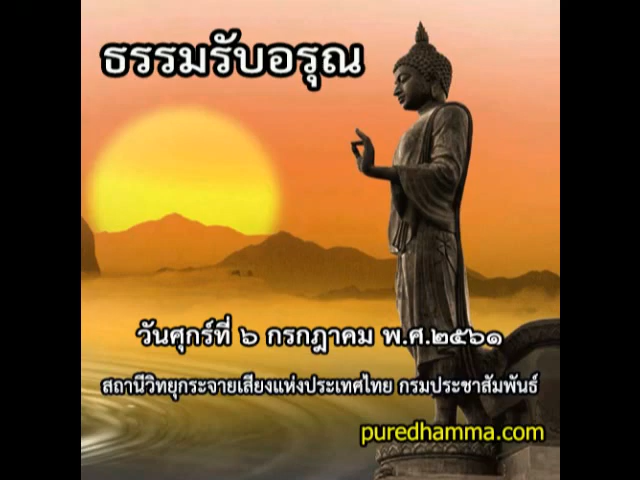 ธรรมรับอรุณ
วันศุกร์ที่ ๖ กรกฎาคม พ.ศ.๒๕๖๑
สถานีวิทยุกระจายเสียงแห่งประเทศไทย กรมประชาสัมพันธ์
puredhamma.com